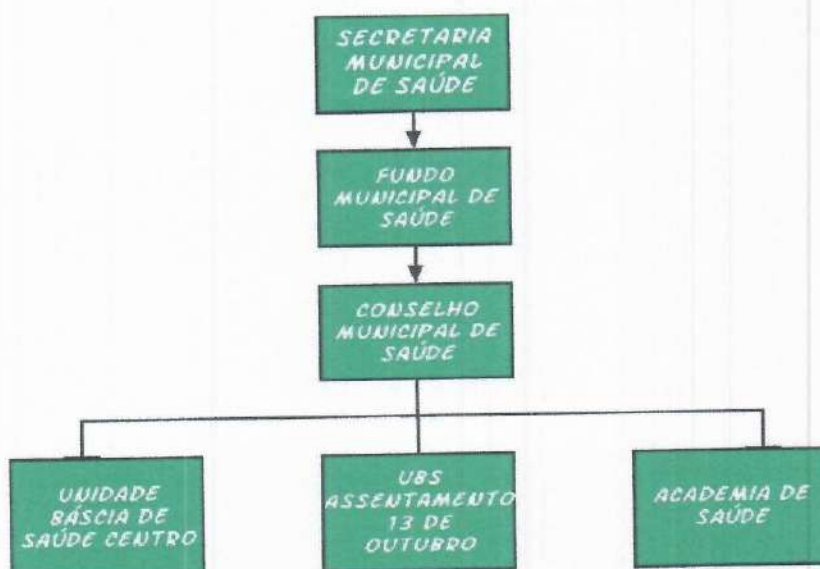 SECRETARIA
MUNICIPAL
DE SAÚDE
FUNDO
MUNICIPAL DE
SAÚDE
CONSELHO
MUNICIPAL DE
SAÚDE
UNIDADE
BÁSCIA DE
SAÚDE CENTRO
UBS
ASSENTAMENTO
13 DE
OUTUBRO
ACADEMIA DE
SAÚDE